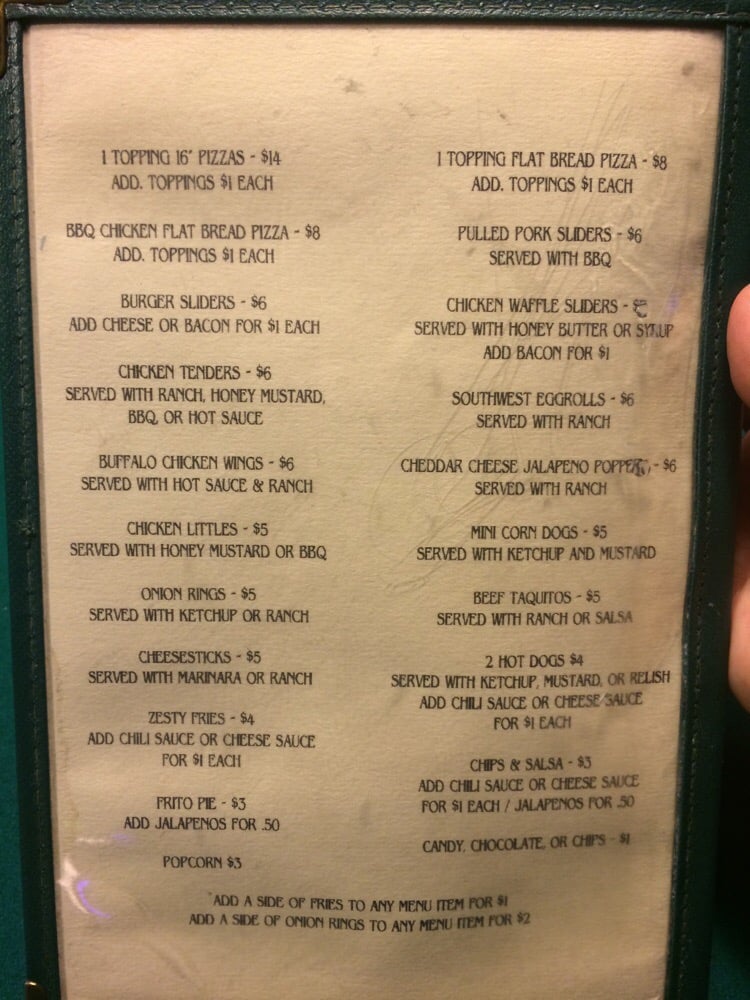 1 TOPPING 16" PIZZAS - $14
ADD. TOPPINGS $1 EACH
BBQ CHICKEN FLAT BREAD PIZZA - $8
ADD. TOPPINGS $1 EACH
BURGER SLIDERS - $6
ADD CHEESE OR BACON FOR $1 EACH
CHICKEN TENDERS - $6
SERVED WITH RANCH, HONEY MUSTARD,
BBQ, OR HOT SAUCE
BUFFALO CHICKEN WINGS - $6
SERVED WITH HOT SAUCE & RANCH
CHICKEN LITTLES - $5
SERVED WITH HONEY MUSTARD OR BBQ
ONION RINGS - $5
SERVED WITH KETCHUP OR RANCH
CHEESESTICKS - $5
SERVED WITH MARINARA OR RANCH
ZESTY FRIES - $4
ADD CHILI SAUCE OR CHEESE SAUCE
FOR $1 EACH
FRITO PIE - $3
ADD JALAPENOS FOR .50
POPCORN $3
1 TOPPING FLAT BREAD PIZZA - $8
ADD. TOPPINGS $1 EACH
PULLED PORK SLIDERS - $6
SERVED WITH BBQ
CHICKEN WAFFLE SLIDERS -
SERVED WITH HONEY BUTTER OR SYRUP
ADD BACON FOR $1
SOUTHWEST EGGROLLS - $6
SERVED WITH RANCH
CHEDDAR CHEESE JALAPENO POPPERS - $6
SERVED WITH RANCH
MINI CORN DOGS - $5
SERVED WITH KETCHUP AND MUSTARD
BEEF TAQUITOS - $5
SERVED WITH RANCH OR SALSA
2 HOT DOGS $4
SERVED WITH KETCHUP, MUSTARD, OR RELISH
ADD CHILI SAUCE OR CHEESE SAUCE
FOR $1 EACH
CHIPS & SALSA - $3
ADD CHILI SAUCE OR CHEESE SAUCE
FOR $1 EACH / JALAPENOS FOR .50
CANDY, CHOCOLATE, OR CHIPS - $1
*ADD A SIDE OF FRIES TO ANY MENU ITEM FOR $1
ADD A SIDE OF ONION RINGS TO ANY MENU ITEM FOR $2